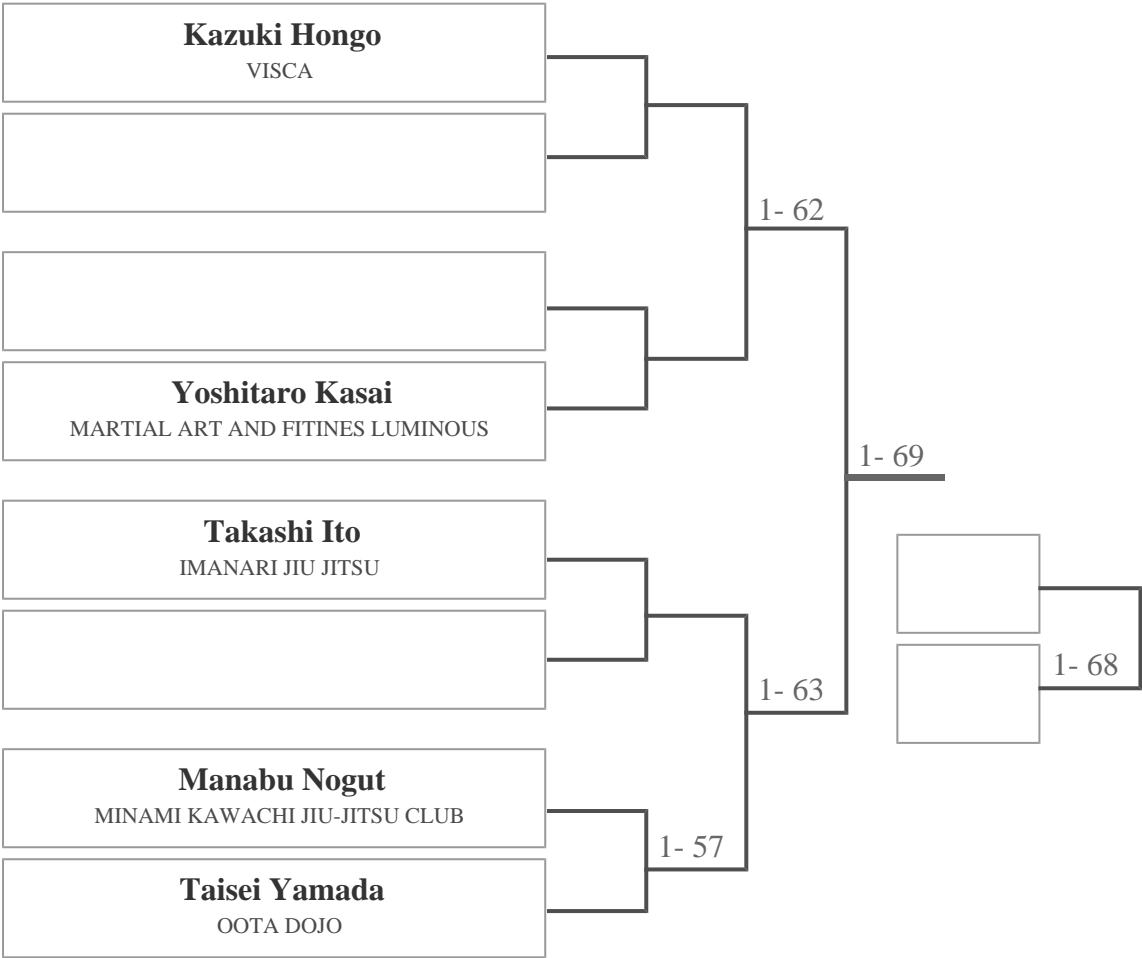 Kazuki Hongo
VISCA
1- 62
Yoshitaro Kasai
MARTIAL ART AND FITINES LUMINOUS
1- 69
Takashi Ito
IMANARI JIU JITSU
1- 63
1- 68
Manabu Nogut
MINAMI KAWACHI JIU-JITSU CLUB
1- 57
Taisei Yamada
OOTA DOJO